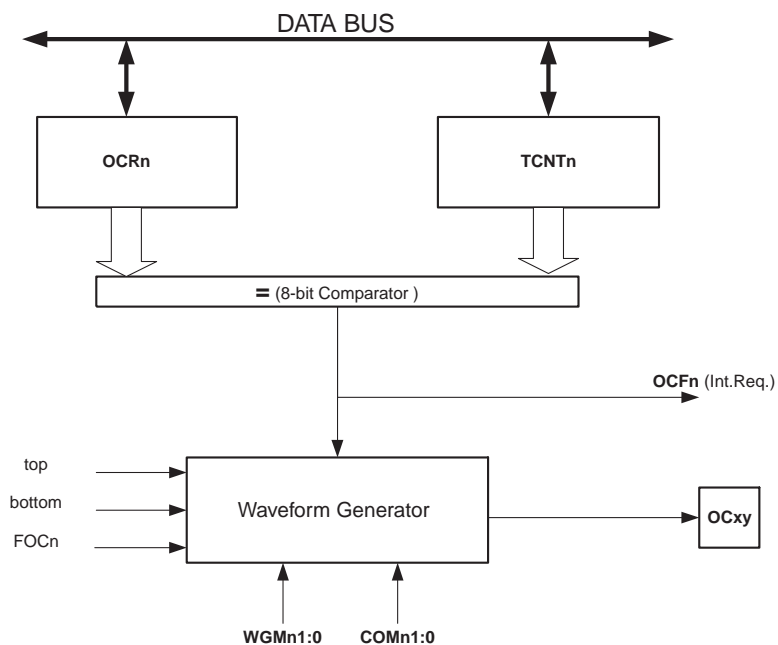 DATA BUS
OCRn
TCNTn
= (8-bit Comparator )
OCFn (Int.Req.)
top
bottom
FOCn
Waveform Generator
OCxy
WGMn1:0
COMn1:0